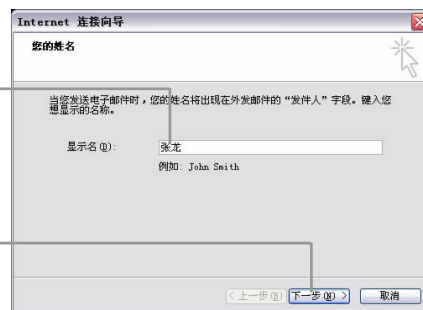 Internet 连接向导
您的姓名
当您发送电子邮件时，您的姓名将出现在外发邮件的“发件人”字段。键入您
想显示的名称。
显示名(D): 张龙
例如: John Smith
<上一步(B) 下一步(N)> 取消